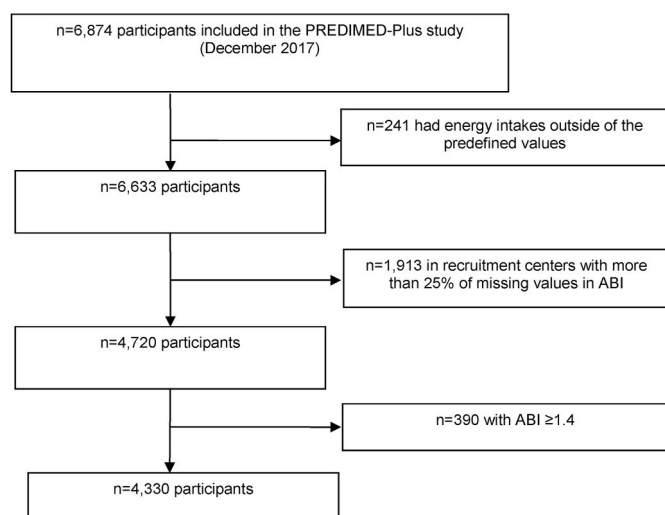 n=6,874 participants included in the PREDIMED-Plus study
(December 2017)
n=241 had energy intakes outside of the
predefined values
n=6,633 participants
n=1,913 in recruitment centers with more
than 25% of missing values in ABI
n=4,720 participants
n=390 with ABI ≥1.4
n=4,330 participants